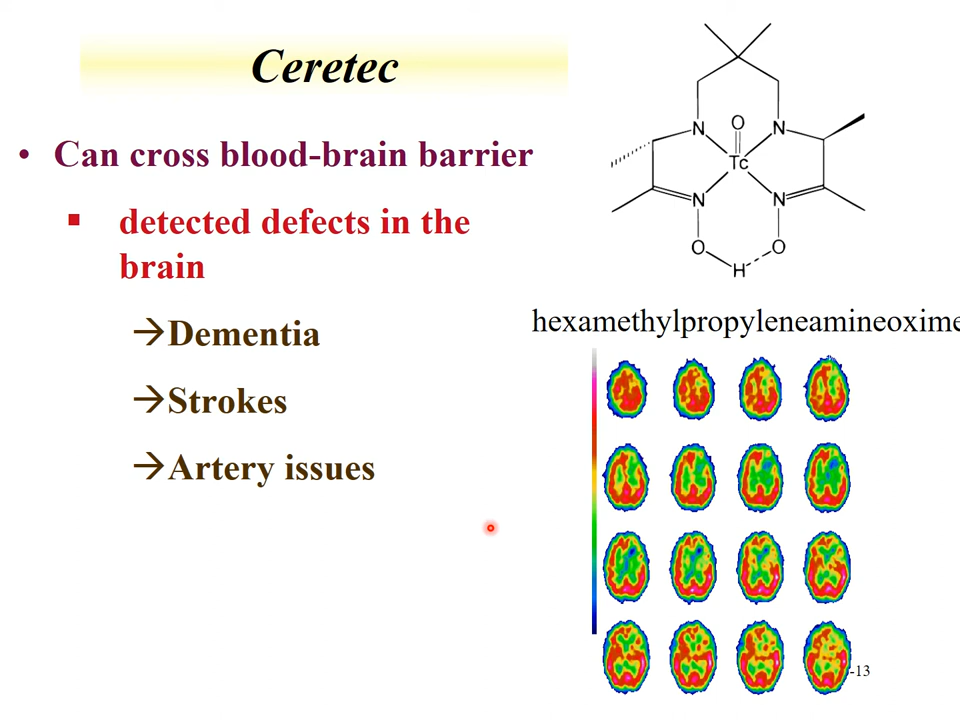 Ceretec
• Can cross blood-brain barrier
▪ detected defects in the
brain
→Dementia
→Strokes
→Artery issues
N
O
N
Tc
N
N
O
O
H
hexamethylpropyleneamineoxime
-13